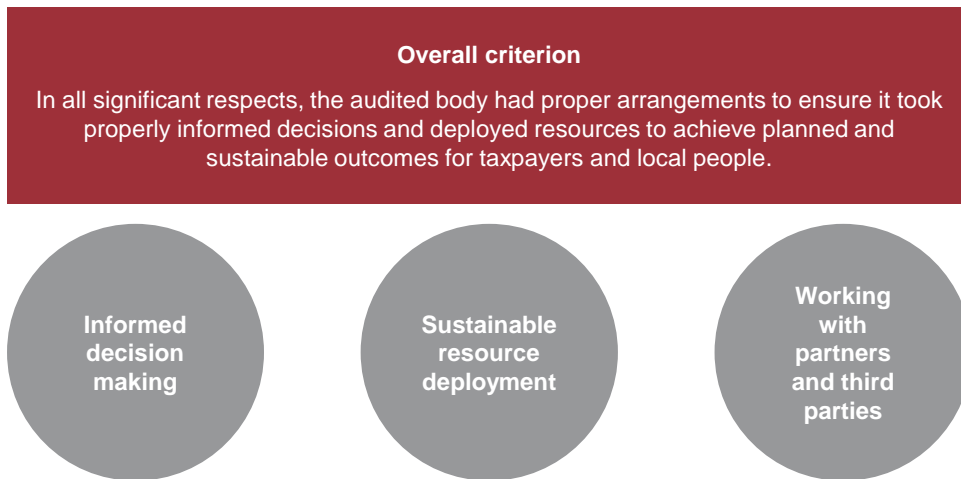 Overall criterion
In all significant respects, the audited body had proper arrangements to ensure it took
properly informed decisions and deployed resources to achieve planned and
sustainable outcomes for taxpayers and local people.
Informed
decision
making
Sustainable
resource
deployment
Working
with
partners
and third
parties